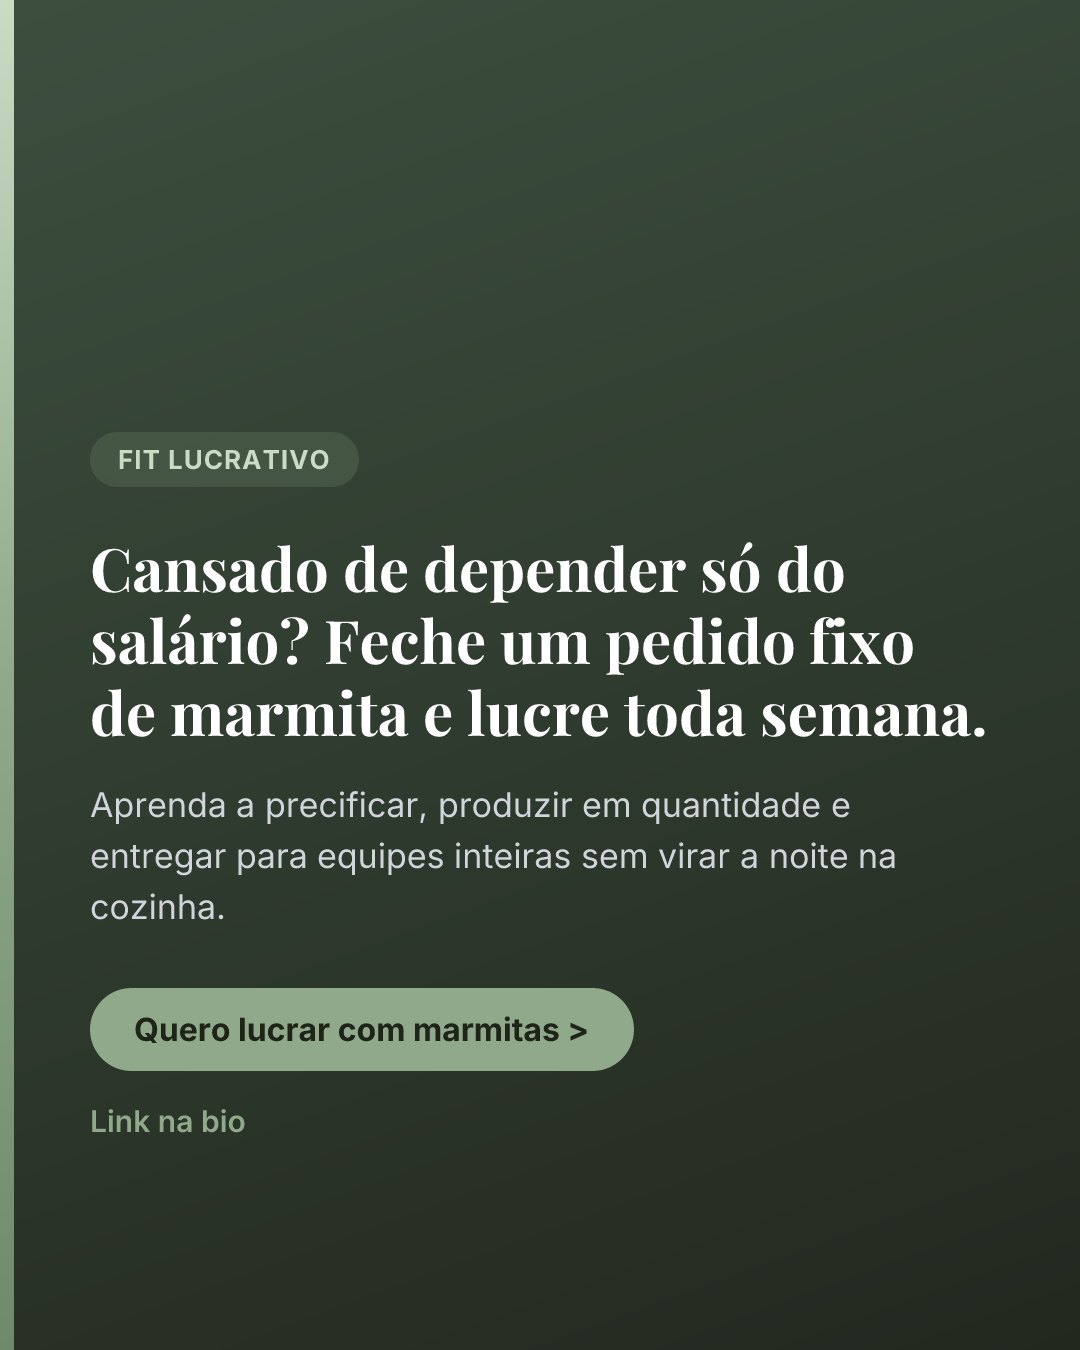 FIT LUCRATIVO
Cansado de depender só do
salário? Feche um pedido fixo
de marmita e lucre toda semana.
Aprenda a precificar, produzir em quantidade e
entregar para equipes inteiras sem virar a noite na
cozinha.
Quero lucrar com marmitas >
Link na bio